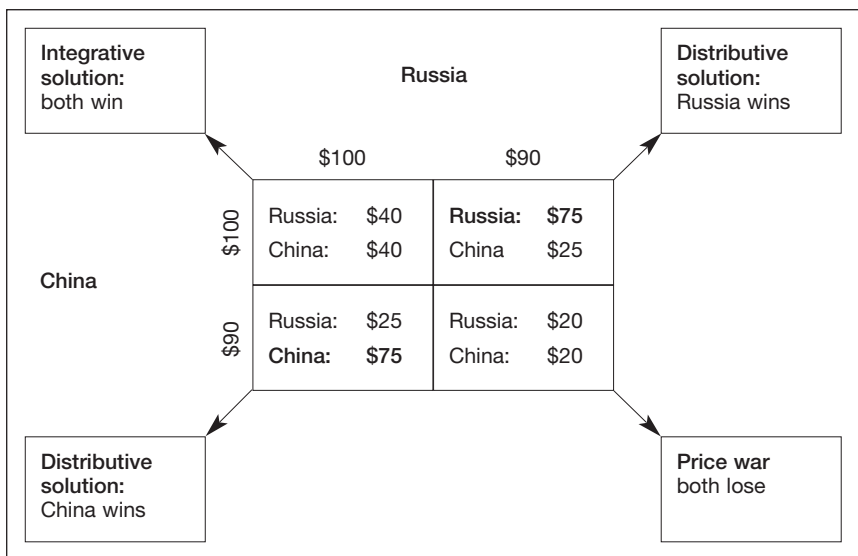 Integrative
solution:
both win
Russia
Distributive
solution:
Russia wins
$100 $90
$100
Russia: $40
China: $40
Russia: $75
China $25
China
$90
Russia: $25
China: $75
Russia: $20
China: $20
Distributive
solution:
China wins
Price war
both lose